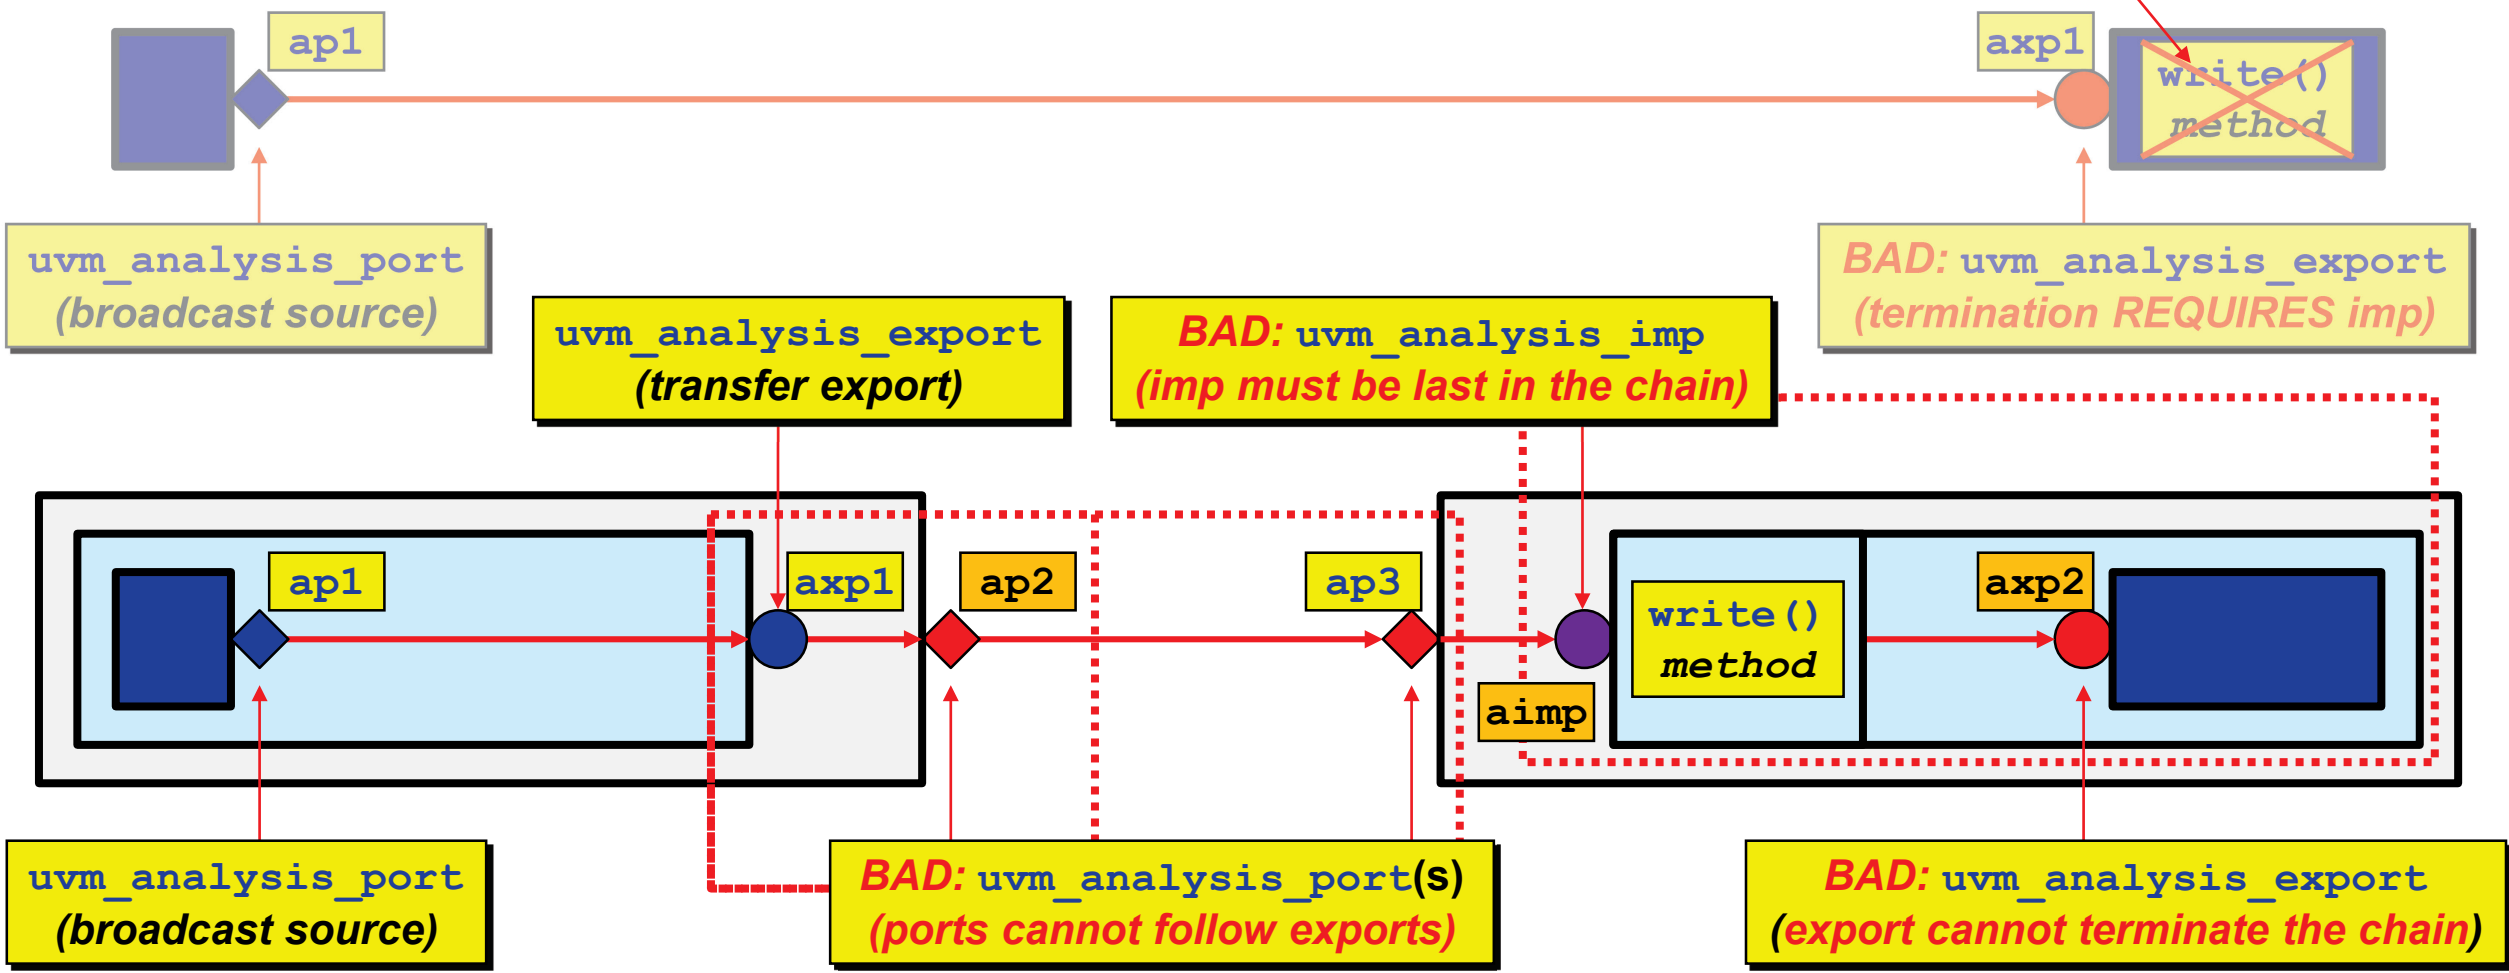 ap1
axp1
write()
method
uvm_analysis_port
(broadcast source)
BAD: uvm_analysis_export
(termination REQUIRES imp)
uvm_analysis_export
(transfer export)
BAD: uvm_analysis_imp
(imp must be last in the chain)
ap1
axp1
ap2
ap3
axp2
write()
method
aimp
uvm_analysis_port
(broadcast source)
BAD: uvm_analysis_port(s)
(ports cannot follow exports)
BAD: uvm_analysis_export
(export cannot terminate the chain)